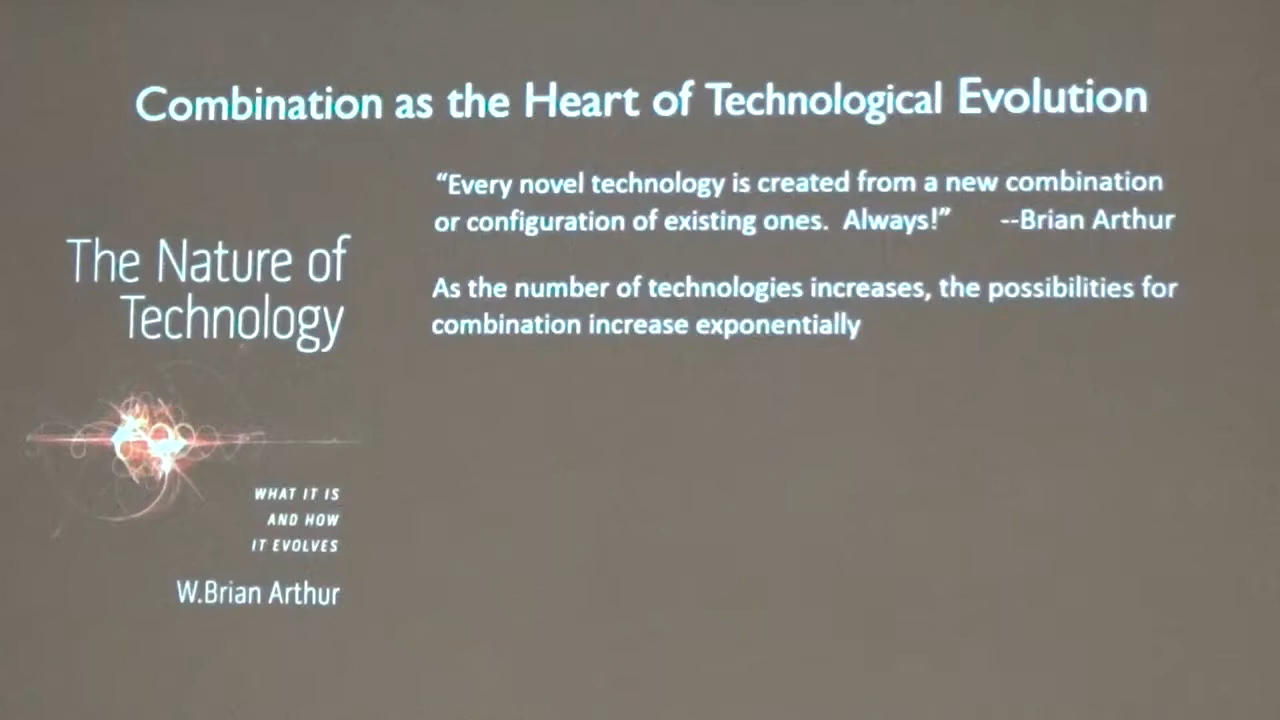 Combination as the Heart of Technological Evolution
“Every novel technology is created from a new combination
or configuration of existing ones.  Always!”  --Brian Arthur
As the number of technologies increases, the possibilities for
combination increase exponentially
The Nature of
Technology
WHAT IT IS
AND HOW
IT EVOLVES
W.Brian Arthur